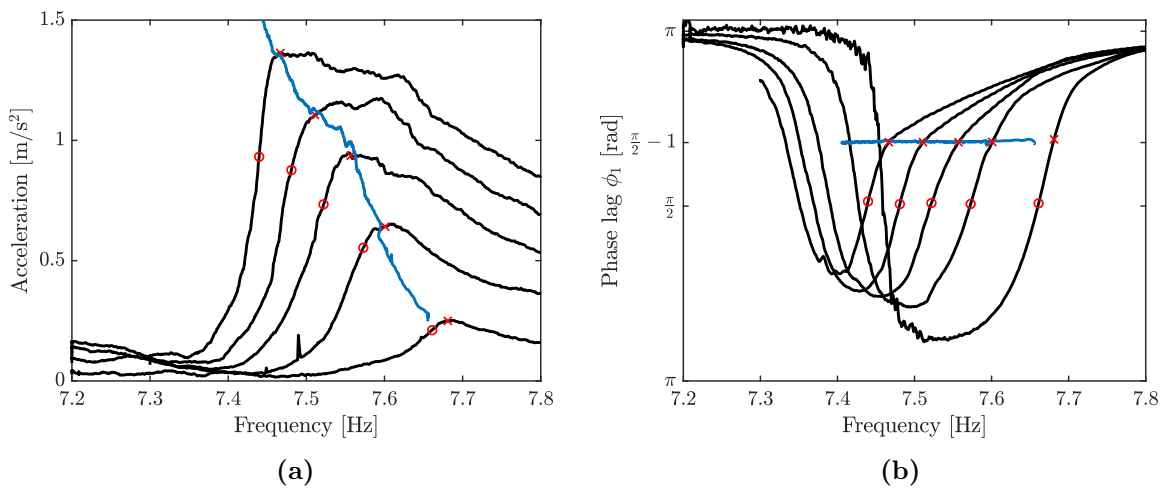 1.5
1
0.5
0
7.2 7.3 7.4 7.5 7.6 7.7 7.8
Acceleration [m/s²]
Frequency [Hz]
(a)
π
π/2 − 1
π/2
π
7.2 7.3 7.4 7.5 7.6 7.7 7.8
Phase lag ϕ₁ [rad]
Frequency [Hz]
(b)